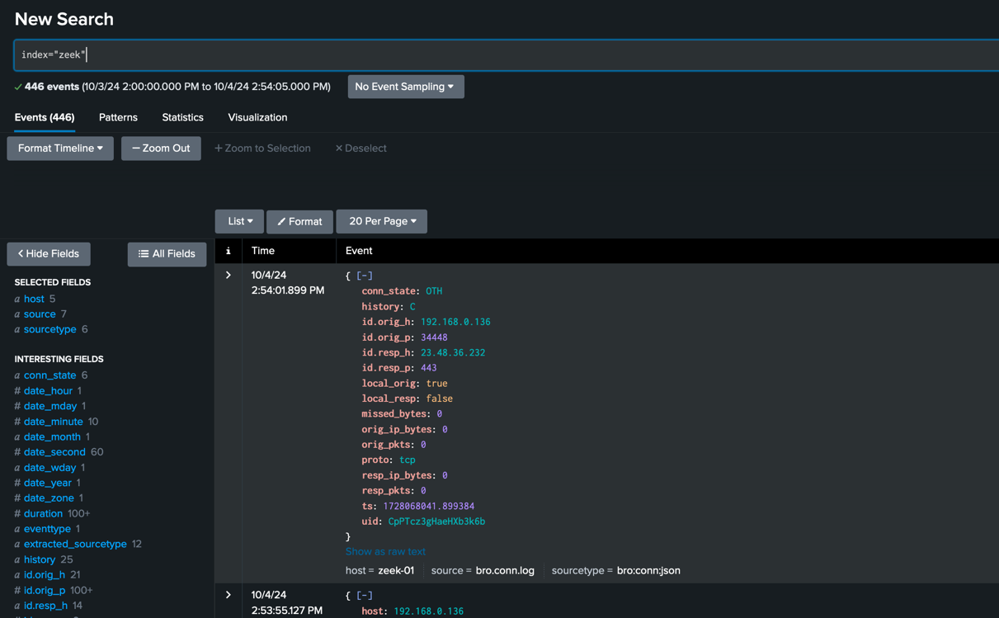 New Search
index="zeek"
✓ 446 events (10/3/24 2:00:00.000 PM to 10/4/24 2:54:05.000 PM) No Event Sampling ▾
Events (446) Patterns Statistics Visualization
Format Timeline ▾ — Zoom Out + Zoom to Selection × Deselect
List ▾ Format 20 Per Page ▾
< Hide Fields All Fields
i Time Event
SELECTED FIELDS
a host 5
a source 7
a sourcetype 6
INTERESTING FIELDS
a conn_state 6
# date_hour 1
# date_mday 1
# date_minute 10
a date_month 1
# date_second 60
a date_wday 1
# date_year 1
# date_zone 1
# duration 100+
a eventtype 1
a extracted_sourcetype 12
a history 25
a id.orig_h 21
# id.orig_p 100+
a id.resp_h 14
> 10/4/24
2:54:01.899 PM
{ [-]
conn_state: OTH
history: C
id.orig_h: 192.168.0.136
id.orig_p: 34448
id.resp_h: 23.48.36.232
id.resp_p: 443
local_orig: true
local_resp: false
missed_bytes: 0
orig_ip_bytes: 0
orig_pkts: 0
proto: tcp
resp_ip_bytes: 0
resp_pkts: 0
ts: 1728068041.899384
uid: CpPTcz3gHaeHXb3k6b
}
Show as raw text
host = zeek-01 source = bro.conn.log sourcetype = bro:conn:json
> 10/4/24
2:53:55.127 PM
{ [-]
host: 192.168.0.136